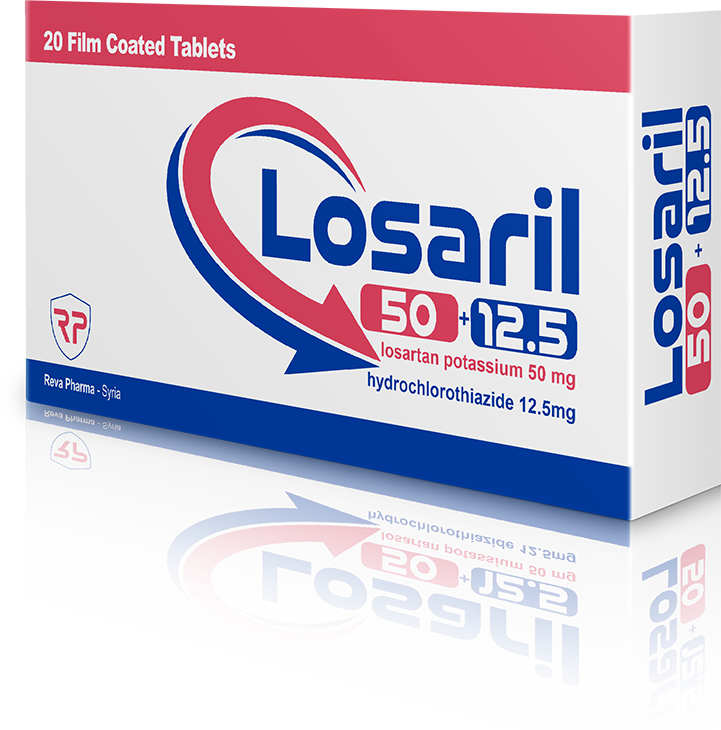 20 Film Coated Tablets
Losaril
50 + 12.5
losartan potassium 50 mg
hydrochlorothiazide 12.5mg
RP
Reva Pharma - Syria
Losaril
50 + 12.5